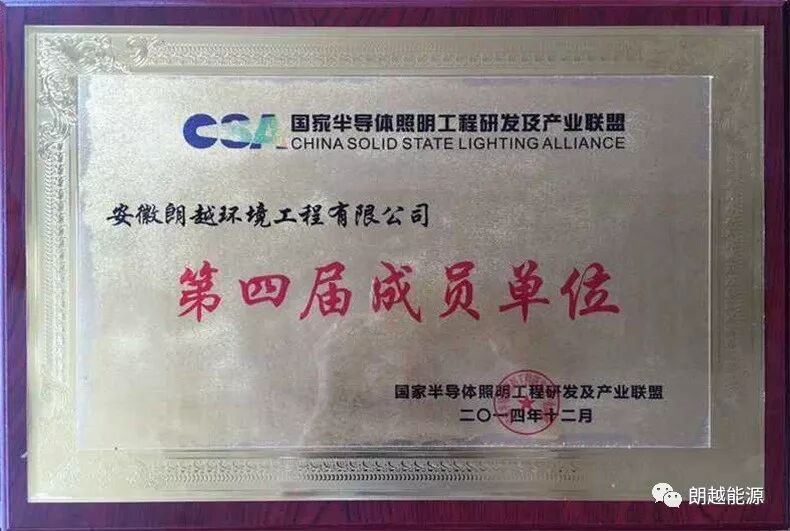 CSA 国家半导体照明工程研发及产业联盟
CHINA SOLID STATE LIGHTING ALLIANCE
安徽朗越环境工程有限公司
第四届成员单位
国家半导体照明工程研发及产业联盟
二〇一四年十二月
朗越能源